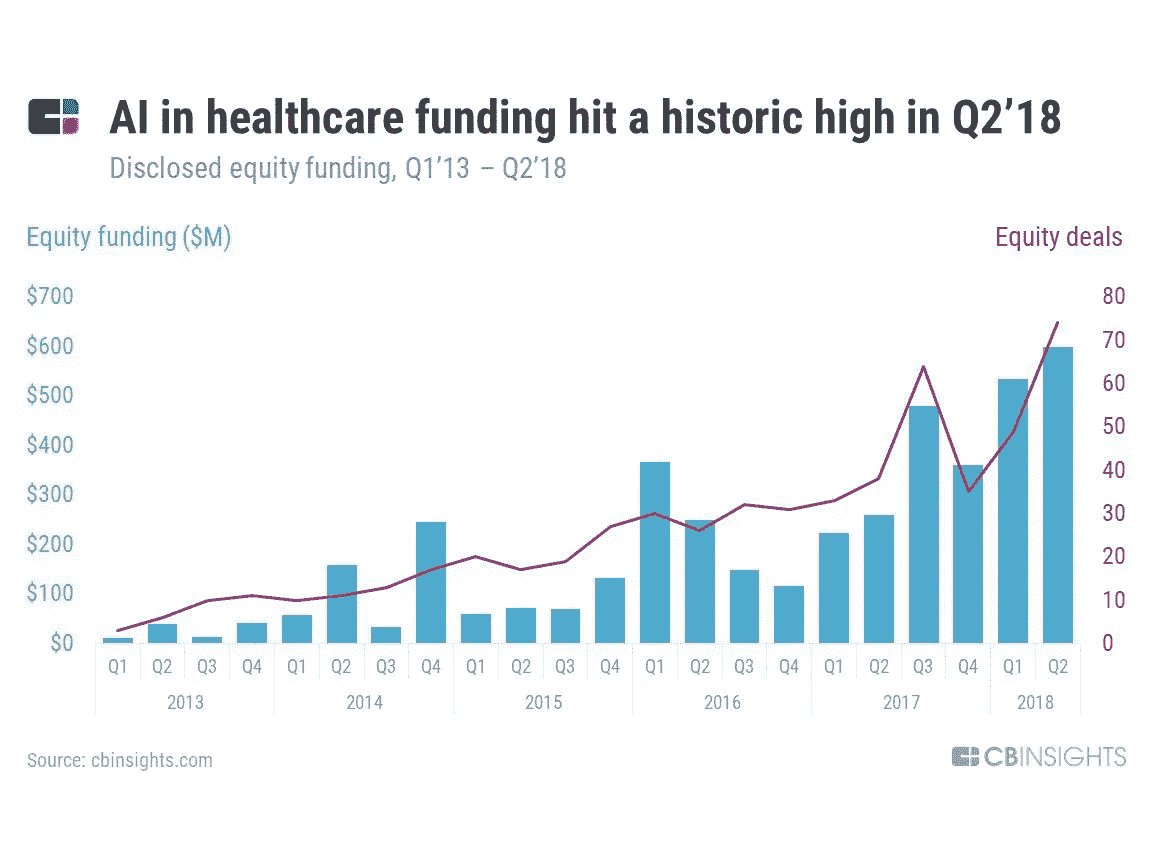 AI in healthcare funding hit a historic high in Q2’18
Disclosed equity funding, Q1’13 – Q2’18
Equity funding ($M)
Equity deals
$700
$600
$500
$400
$300
$200
$100
$0
80
70
60
50
40
30
20
10
0
Q1 Q2 Q3 Q4 Q1 Q2 Q3 Q4 Q1 Q2 Q3 Q4 Q1 Q2 Q3 Q4 Q1 Q2 Q3 Q4 Q1 Q2
2013 2014 2015 2016 2017 2018
Source: cbinsights.com
CBINSIGHTS